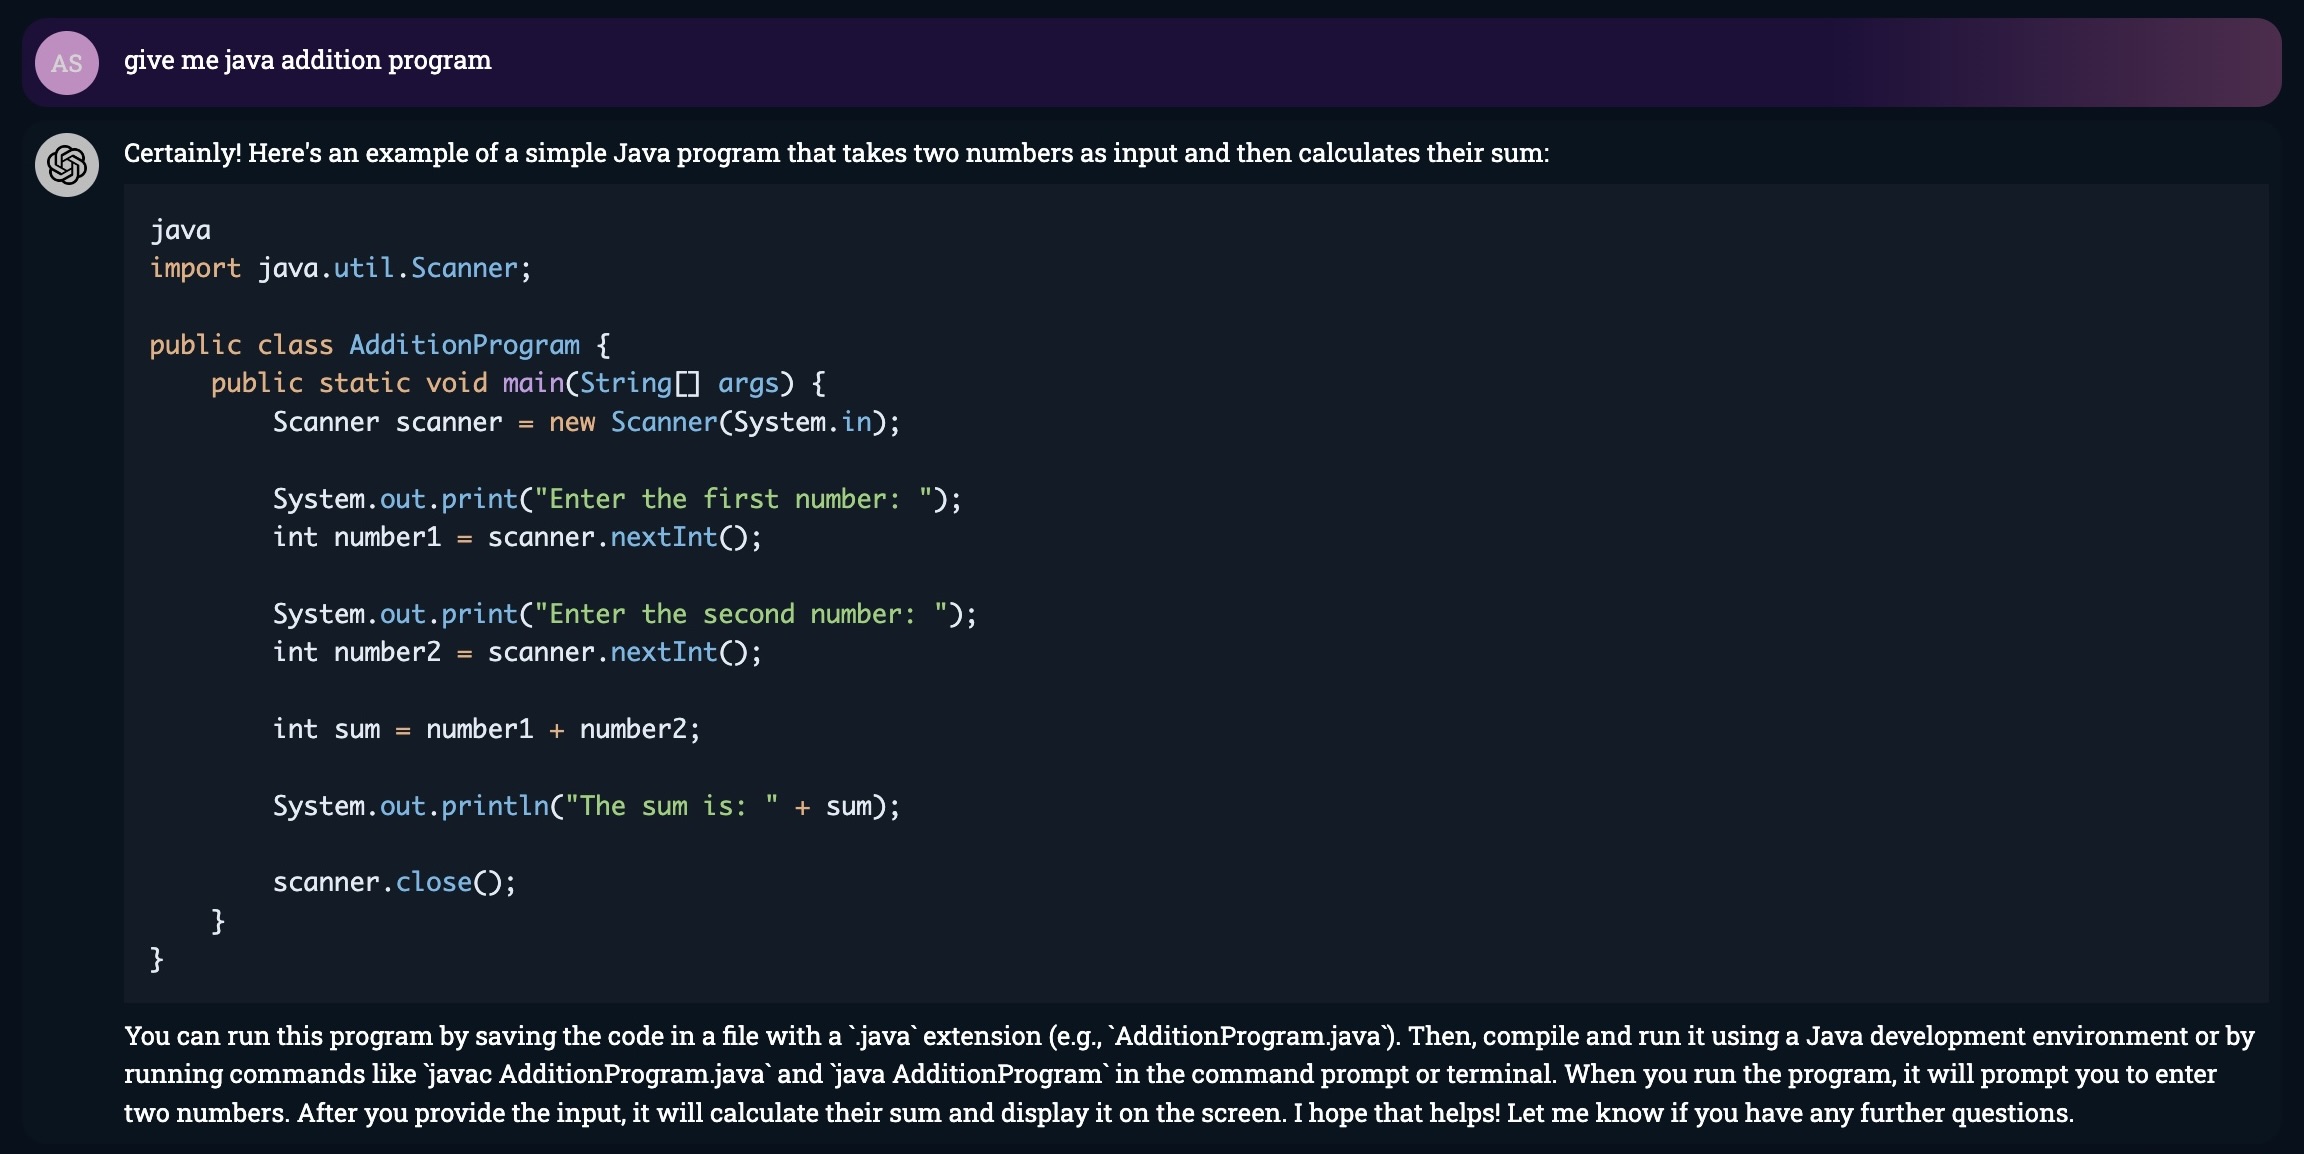 AS
give me java addition program
Certainly! Here's an example of a simple Java program that takes two numbers as input and then calculates their sum:
java
import java.util.Scanner;
public class AdditionProgram {
    public static void main(String[] args) {
        Scanner scanner = new Scanner(System.in);
        System.out.print("Enter the first number: ");
        int number1 = scanner.nextInt();
        System.out.print("Enter the second number: ");
        int number2 = scanner.nextInt();
        int sum = number1 + number2;
        System.out.println("The sum is: " + sum);
        scanner.close();
    }
}
You can run this program by saving the code in a file with a `.java` extension (e.g., `AdditionProgram.java`). Then, compile and run it using a Java development environment or by
running commands like `javac AdditionProgram.java` and `java AdditionProgram` in the command prompt or terminal. When you run the program, it will prompt you to enter
two numbers. After you provide the input, it will calculate their sum and display it on the screen. I hope that helps! Let me know if you have any further questions.